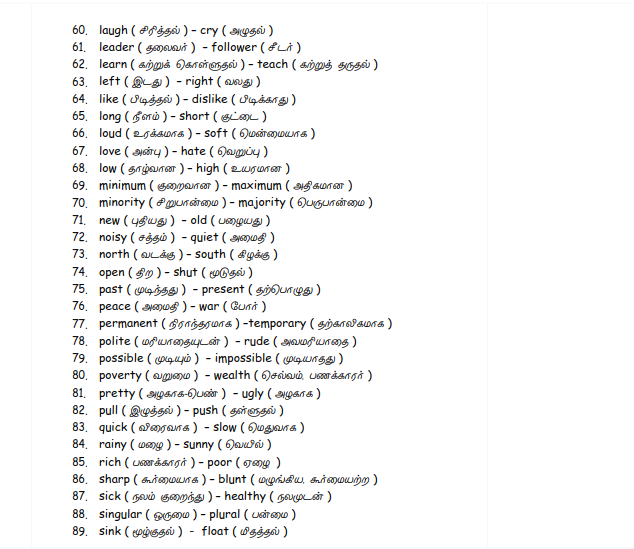 60. laugh ( சிரித்தல் ) – cry ( அழுதல் )
61. leader ( தலைவர் ) – follower ( சீடர் )
62. learn ( கற்றுக் கொள்ளுதல் ) – teach ( கற்றுத் தருதல் )
63. left ( இடது ) – right ( வலது )
64. like ( பிடித்தல் ) – dislike ( பிடிக்காது )
65. long ( நீளம் ) – short ( குட்டை )
66. loud ( உரக்கமாக ) – soft ( மென்மையாக )
67. love ( அன்பு ) – hate ( வெறுப்பு )
68. low ( தாழ்வான ) – high ( உயரமான )
69. minimum ( குறைவான ) – maximum ( அதிகமான )
70. minority ( சிறுபான்மை ) – majority ( பெருபான்மை )
71. new ( புதியது ) – old ( பழையது )
72. noisy ( சத்தம் ) – quiet ( அமைதி )
73. north ( வடக்கு ) – south ( கிழக்கு )
74. open ( திற ) – shut ( மூடுதல் )
75. past ( முடிந்தது ) – present ( தற்பொழுது )
76. peace ( அமைதி ) – war ( போர் )
77. permanent ( நிரந்தரமாக ) –temporary ( தற்காலிகமாக )
78. polite ( மரியாதையுடன் ) – rude ( அவமரியாதை )
79. possible ( முடியும் ) – impossible ( முடியாதது )
80. poverty ( வறுமை ) – wealth ( செல்வம், பணக்காரர் )
81. pretty ( அழகாக-பெண் ) – ugly ( அழகாக )
82. pull ( இழுத்தல் ) – push ( தள்ளுதல் )
83. quick ( விரைவாக ) – slow ( மெதுவாக )
84. rainy ( மழை ) – sunny ( வெயில் )
85. rich ( பணக்காரர் ) – poor ( ஏழை )
86. sharp ( கூர்மையாக ) – blunt ( மழுங்கிய, கூர்மையற்ற )
87. sick ( நலம் குறைந்து ) – healthy ( நலமுடன் )
88. singular ( ஒருமை ) – plural ( பன்மை )
89. sink ( மூழ்குதல் ) - float ( மிதத்தல் )